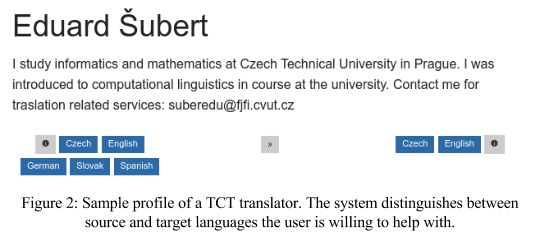 Eduard Šubert
I study informatics and mathematics at Czech Technical University in Prague. I was
introduced to computational linguistics in course at the university. Contact me for
traslation related services: suberedu@fjfi.cvut.cz
Czech English » Czech English
German Slovak Spanish
Figure 2: Sample profile of a TCT translator. The system distinguishes between
source and target languages the user is willing to help with.